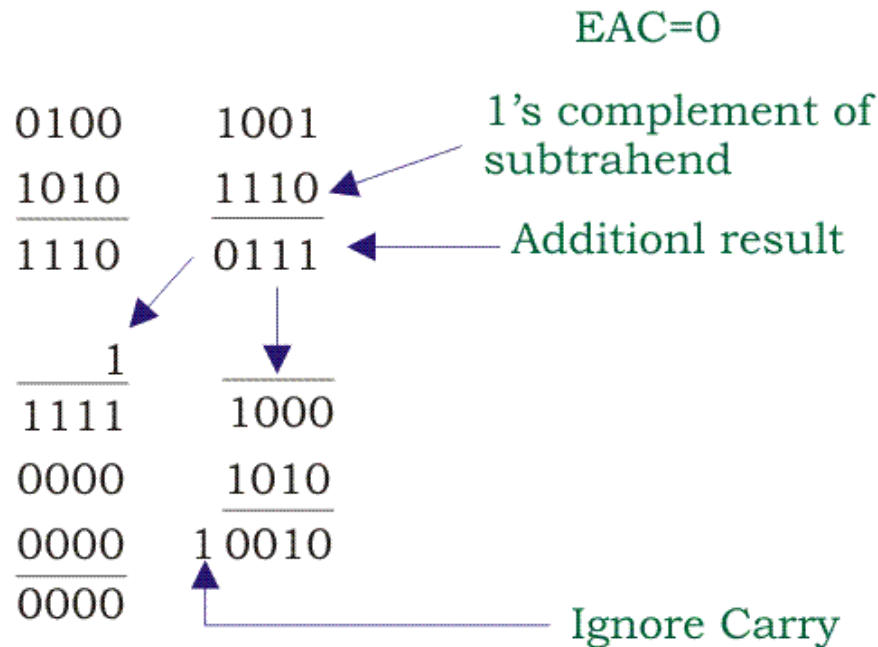 EAC=0
0100 1001 1's complement of
subtrahend
1010 1110
1110 0111 Additionl result
1
1111 1000
0000 1010
0000 1 0010
0000
Ignore Carry